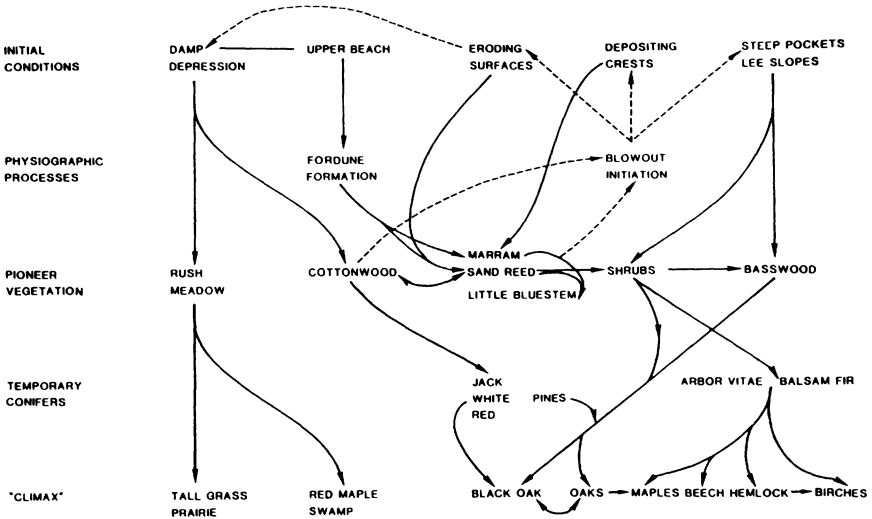 INITIAL
CONDITIONS
DAMP
DEPRESSION
UPPER BEACH
ERODING
SURFACES
DEPOSITING
CRESTS
STEEP POCKETS
LEE SLOPES
PHYSIOGRAPHIC
PROCESSES
FORDUNE
FORMATION
BLOWOUT
INITIATION
PIONEER
VEGETATION
RUSH
MEADOW
COTTONWOOD
MARRAM
SAND REED
LITTLE BLUESTEM
SHRUBS
BASSWOOD
TEMPORARY
CONIFERS
JACK
WHITE PINES
RED
ARBOR VITAE BALSAM FIR
"CLIMAX"
TALL GRASS
PRAIRIE
RED MAPLE
SWAMP
BLACK OAK OAKS MAPLES BEECH HEMLOCK BIRCHES